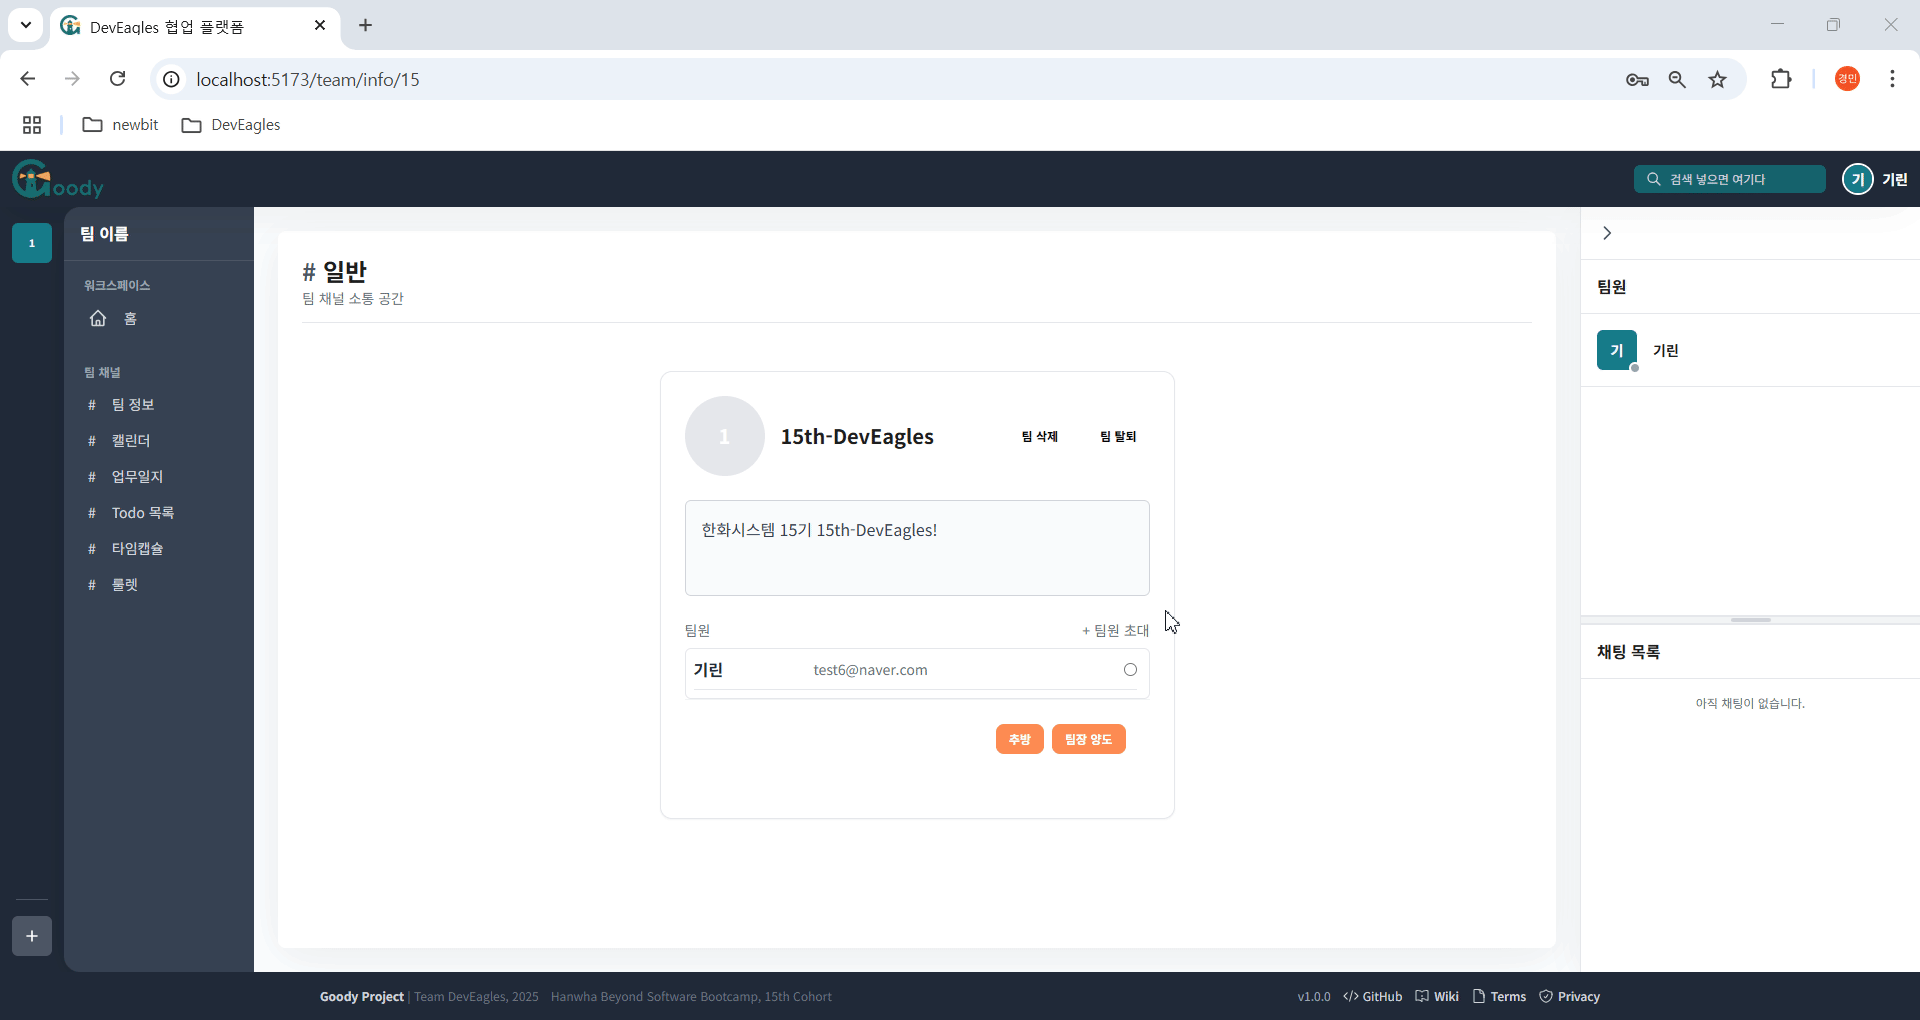 DevEagles 협업 플랫폼
localhost:5173/team/info/15
경민
newbit
DevEagles
Goody
검색 넣으면 여기다
기
기린
1
팀 이름
워크스페이스
홈
팀 채널
# 팀 정보
# 캘린더
# 업무일지
# Todo 목록
# 타임캡슐
# 룰렛
+
# 일반
팀 채널 소통 공간
1
15th-DevEagles
팀 삭제
팀 탈퇴
한화시스템 15기 15th-DevEagles!
팀원
+ 팀원 초대
기린
test6@naver.com
추방
팀장 양도
팀원
기
기린
채팅 목록
아직 채팅이 없습니다.
Goody Project | Team DevEagles, 2025 Hanwha Beyond Software Bootcamp, 15th Cohort
v1.0.0 </> GitHub Wiki Terms Privacy